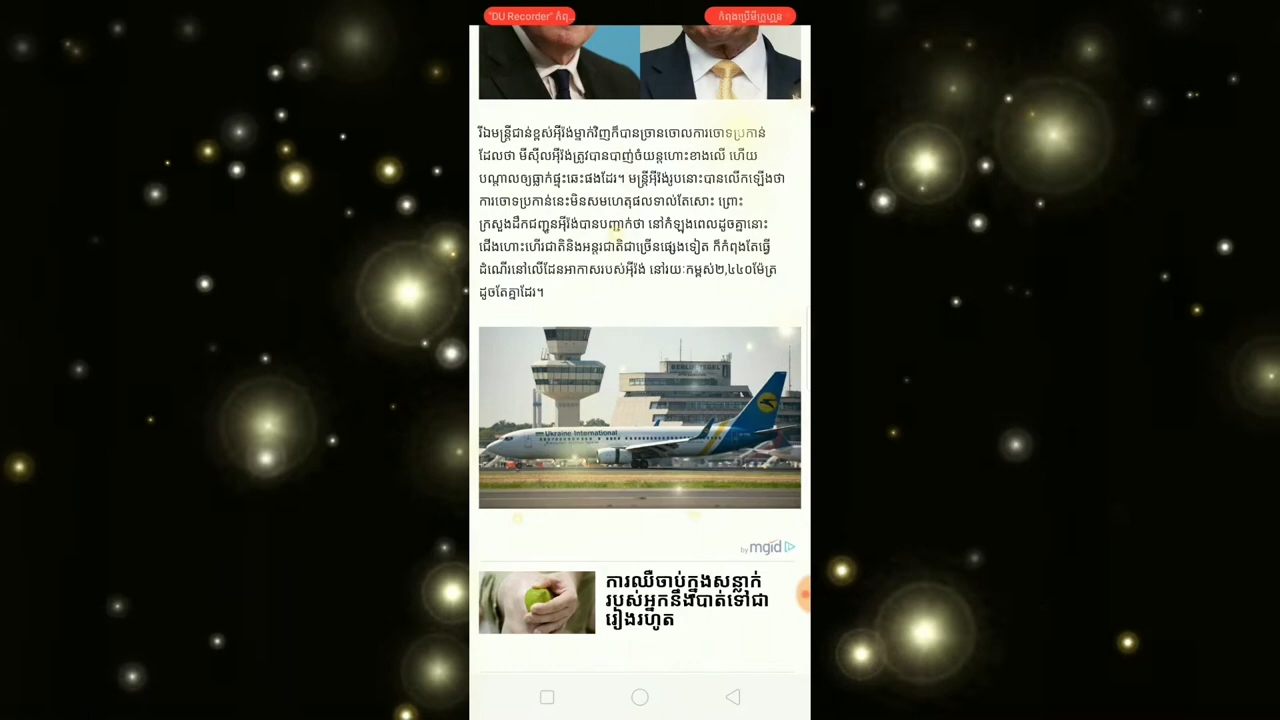 "DU Recorder" កំពុ...
កំពុងប្រើមីក្រូហ្វូន
រីឯមន្ត្រីជាន់ខ្ពស់អ៊ីរ៉ង់ម្នាក់វិញក៏បានច្រានចោលការចោទប្រកាន់
ដែលថា មីស៊ីលអ៊ីរ៉ង់ត្រូវបានបាញ់ចំយន្តហោះខាងលើ ហើយ
បណ្តាលឲ្យធ្លាក់ផ្ទុះឆេះផងដែរ។ មន្ត្រីអ៊ីរ៉ង់រូបនោះបានលើកឡើងថា
ការចោទប្រកាន់នេះមិនសមហេតុផលទាល់តែសោះ ព្រោះ
ក្រសួងដឹកជញ្ជូនអ៊ីរ៉ង់បានបញ្ជាក់ថា នៅកំឡុងពេលដូចគ្នានោះ
ជើងហោះហើរជាតិនិងអន្តរជាតិជាច្រើនផ្សេងទៀត ក៏កំពុងតែធ្វើ
ដំណើរនៅលើដែនអាកាសរបស់អ៊ីរ៉ង់ នៅរយៈកម្ពស់២,៤៤០ម៉ែត្រ
ដូចតែគ្នាដែរ។
BERLIN TEGEL
Ukraine International
by mgid
ការឈឺចាប់ក្នុងសន្លាក់
របស់អ្នកនឹងបាត់ទៅជា
រៀងរហូត